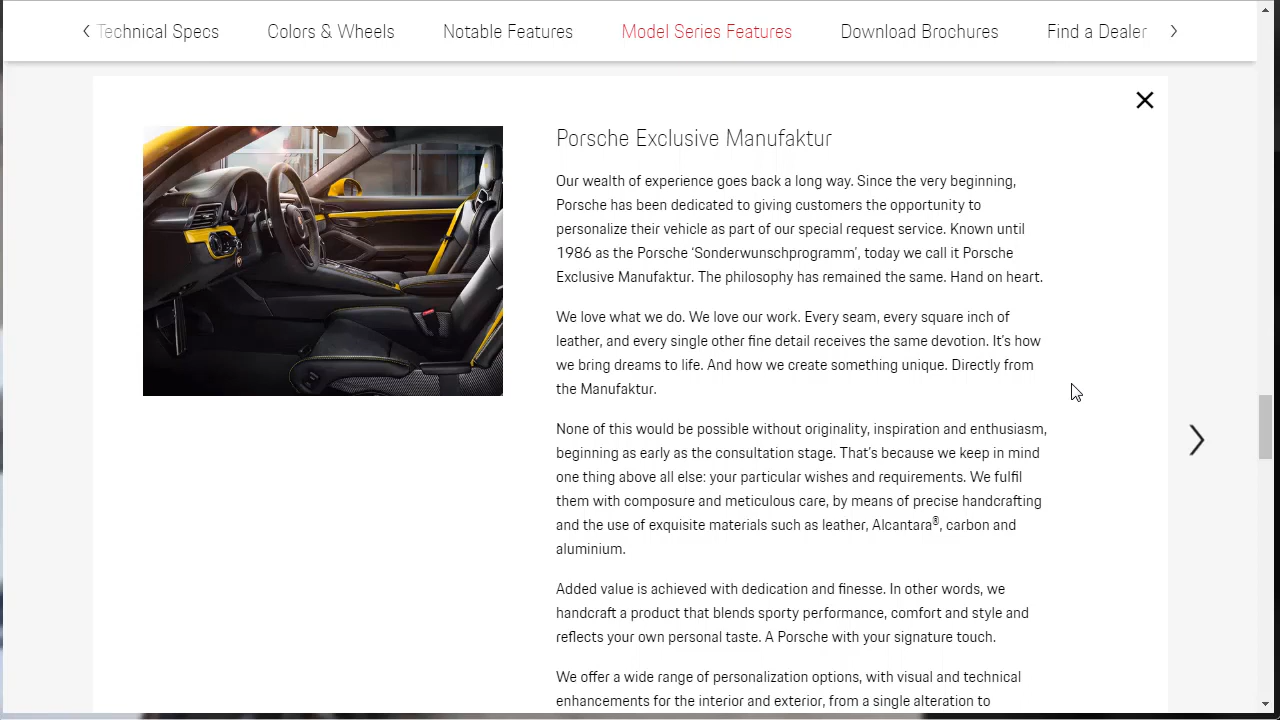 Technical Specs
Colors & Wheels
Notable Features
Model Series Features
Download Brochures
Find a Dealer
Porsche Exclusive Manufaktur
Our wealth of experience goes back a long way. Since the very beginning,
Porsche has been dedicated to giving customers the opportunity to
personalize their vehicle as part of our special request service. Known until
1986 as the Porsche ‘Sonderwunschprogramm’, today we call it Porsche
Exclusive Manufaktur. The philosophy has remained the same. Hand on heart.
We love what we do. We love our work. Every seam, every square inch of
leather, and every single other fine detail receives the same devotion. It’s how
we bring dreams to life. And how we create something unique. Directly from
the Manufaktur.
None of this would be possible without originality, inspiration and enthusiasm,
beginning as early as the consultation stage. That’s because we keep in mind
one thing above all else: your particular wishes and requirements. We fulfil
them with composure and meticulous care, by means of precise handcrafting
and the use of exquisite materials such as leather, Alcantara®, carbon and
aluminium.
Added value is achieved with dedication and finesse. In other words, we
handcraft a product that blends sporty performance, comfort and style and
reflects your own personal taste. A Porsche with your signature touch.
We offer a wide range of personalization options, with visual and technical
enhancements for the interior and exterior, from a single alteration to